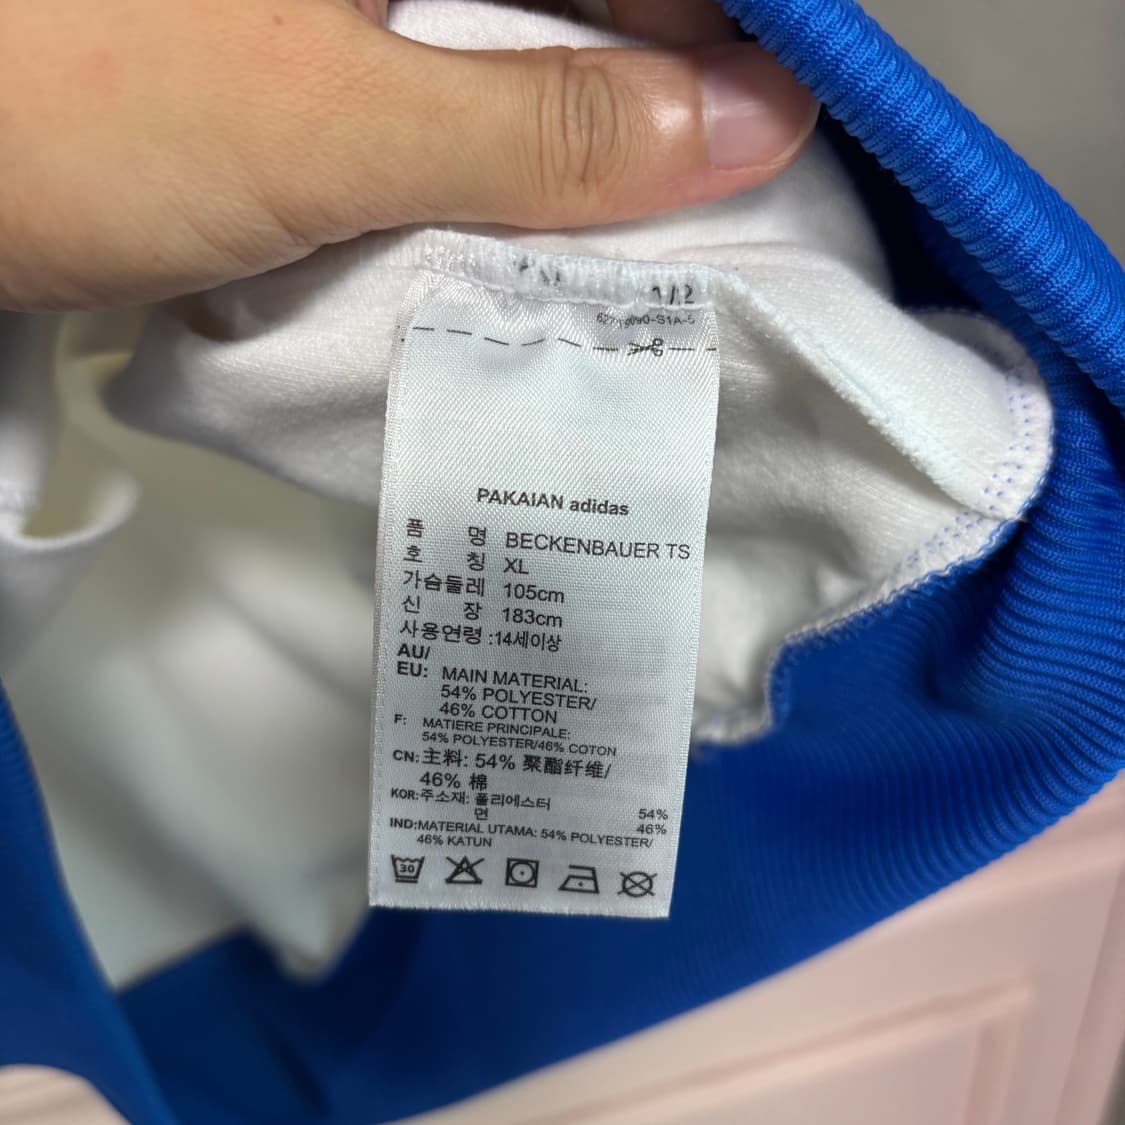 1/2
PAKAIAN adidas
품 명 BECKENBAUER TS
호 칭 XL
가슴둘레 105cm
신 장 183cm
사용연령 :14세이상
AU/
EU: MAIN MATERIAL:
54% POLYESTER/
46% COTTON
F: MATIERE PRINCIPALE:
54% POLYESTER/46% COTON
CN:主料: 54% 聚酯纤维/
46% 棉
KOR:주소재: 폴리에스터 54%
면 46%
IND:MATERIAL UTAMA: 54% POLYESTER/
46% KATUN
30